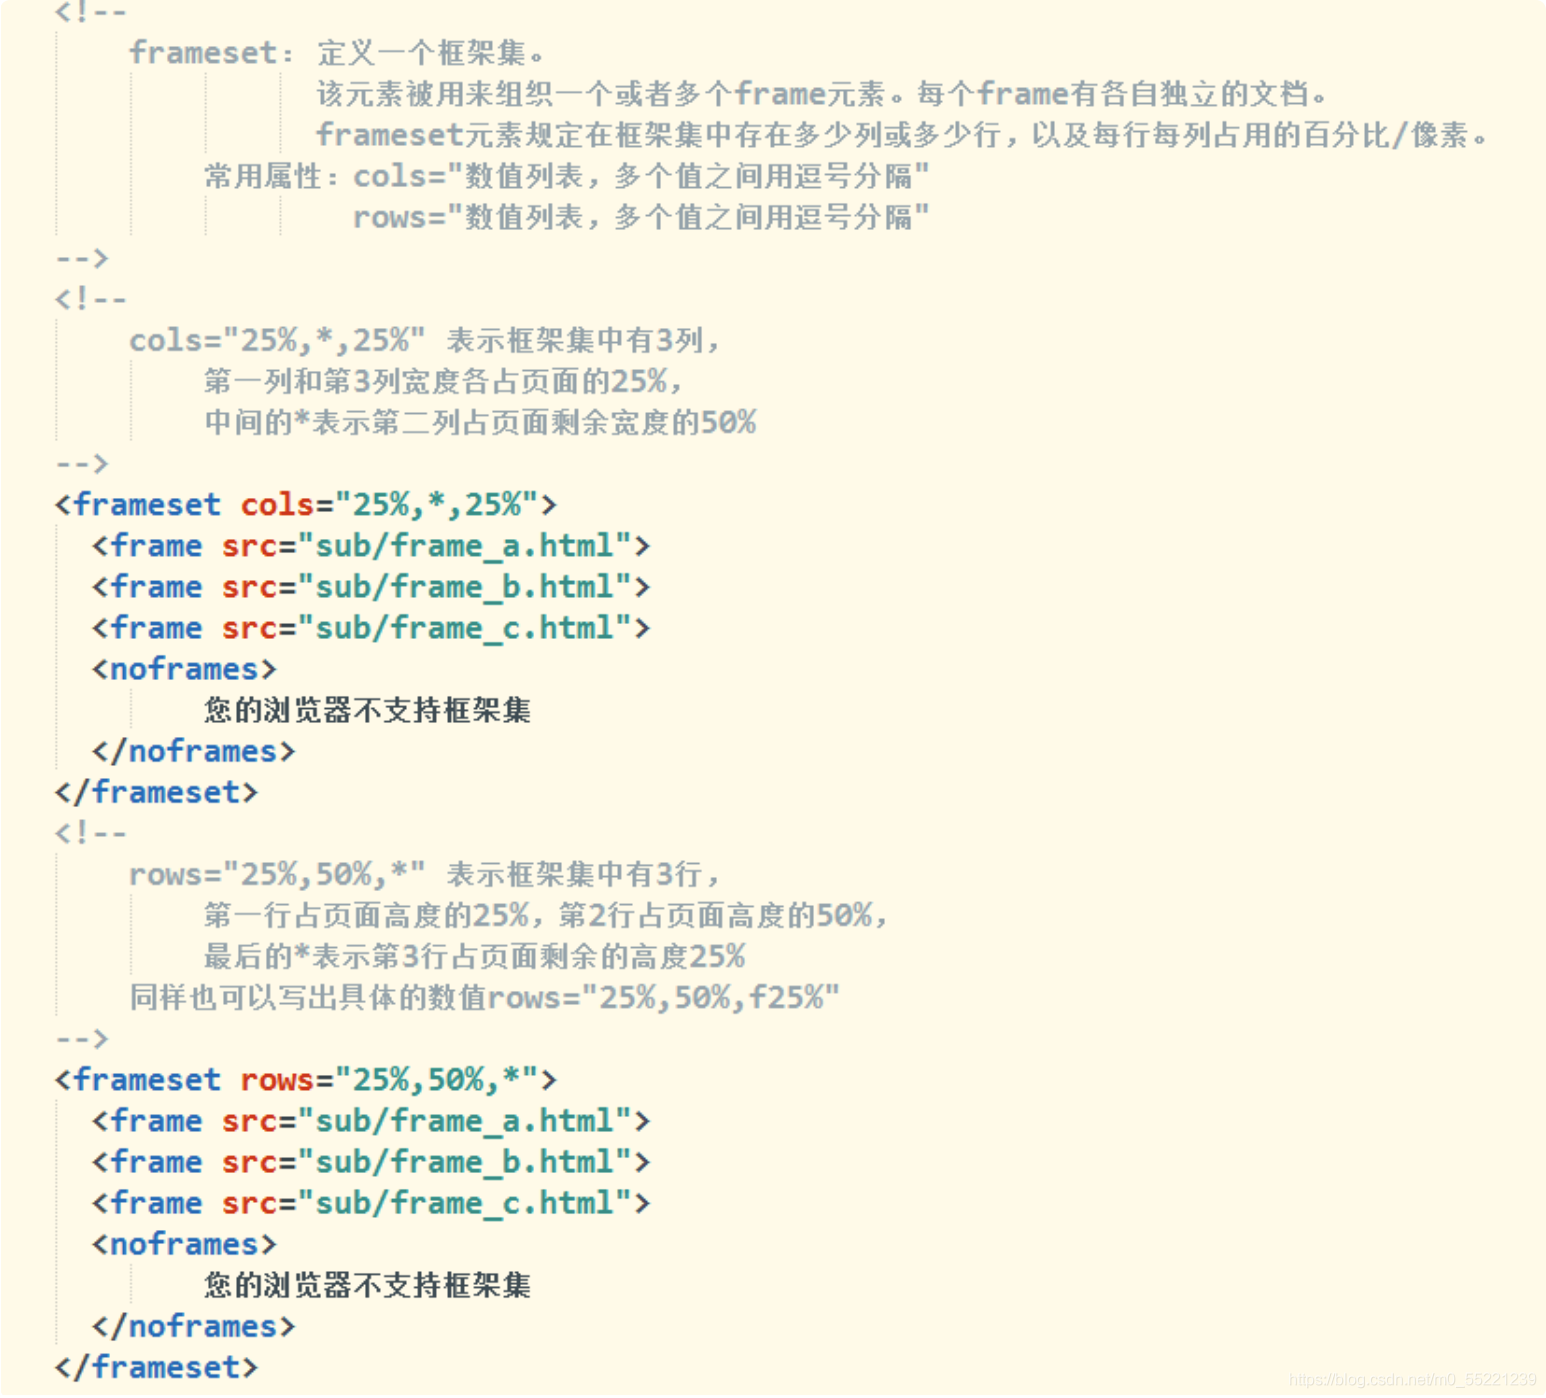 <!--
frameset: 定义一个框架集。
该元素被用来组织一个或者多个frame元素。每个frame有各自独立的文档。
frameset元素规定在框架集中存在多少列或多少行，以及每行每列占用的百分比/像素。
常用属性：cols="数值列表，多个值之间用逗号分隔"
rows="数值列表，多个值之间用逗号分隔"
-->
<!--
cols="25%,*,25%" 表示框架集中有3列，
第一列和第3列宽度各占页面的25%，
中间的*表示第二列占页面剩余宽度的50%
-->
<frameset cols="25%,*,25%">
<frame src="sub/frame_a.html">
<frame src="sub/frame_b.html">
<frame src="sub/frame_c.html">
<noframes>
您的浏览器不支持框架集
</noframes>
</frameset>
<!--
rows="25%,50%,*" 表示框架集中有3行，
第一行占页面高度的25%，第2行占页面高度的50%，
最后的*表示第3行占页面剩余的高度25%
同样也可以写出具体的数值rows="25%,50%,f25%"
-->
<frameset rows="25%,50%,*">
<frame src="sub/frame_a.html">
<frame src="sub/frame_b.html">
<frame src="sub/frame_c.html">
<noframes>
您的浏览器不支持框架集
</noframes>
</frameset>
https://blog.csdn.net/m0_55221239